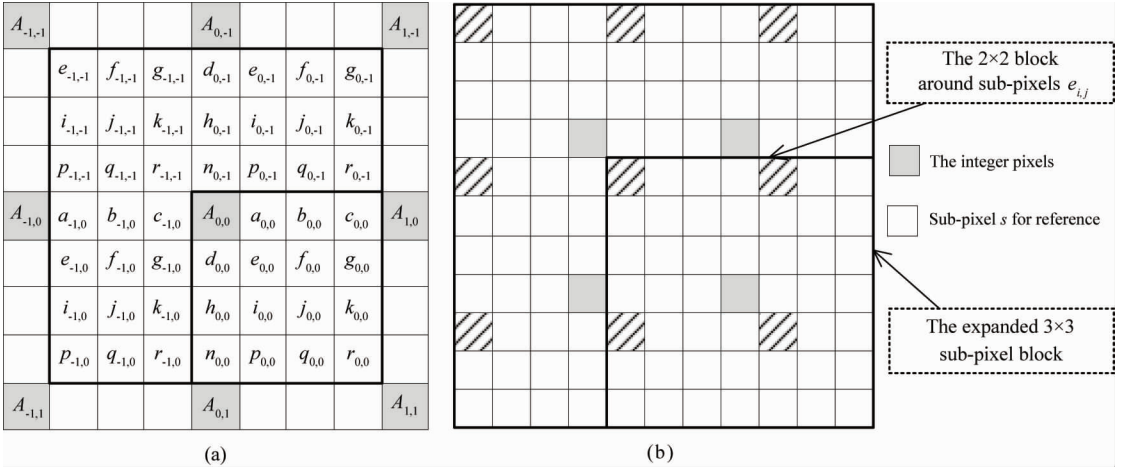 A-1,-1 A0,-1 A1,-1
e-1,-1 f-1,-1 g-1,-1 d0,-1 e0,-1 f0,-1 g0,-1
i-1,-1 j-1,-1 k-1,-1 h0,-1 i0,-1 j0,-1 k0,-1
p-1,-1 q-1,-1 r-1,-1 n0,-1 p0,-1 q0,-1 r0,-1
A-1,0 a-1,0 b-1,0 c-1,0 A0,0 a0,0 b0,0 c0,0 A1,0
e-1,0 f-1,0 g-1,0 d0,0 e0,0 f0,0 g0,0
i-1,0 j-1,0 k-1,0 h0,0 i0,0 j0,0 k0,0
p-1,0 q-1,0 r-1,0 n0,0 p0,0 q0,0 r0,0
A-1,1 A0,1 A1,1
(a)
The 2×2 block
around sub-pixels ei,j
The integer pixels
Sub-pixel s for reference
The expanded 3×3
sub-pixel block
(b)